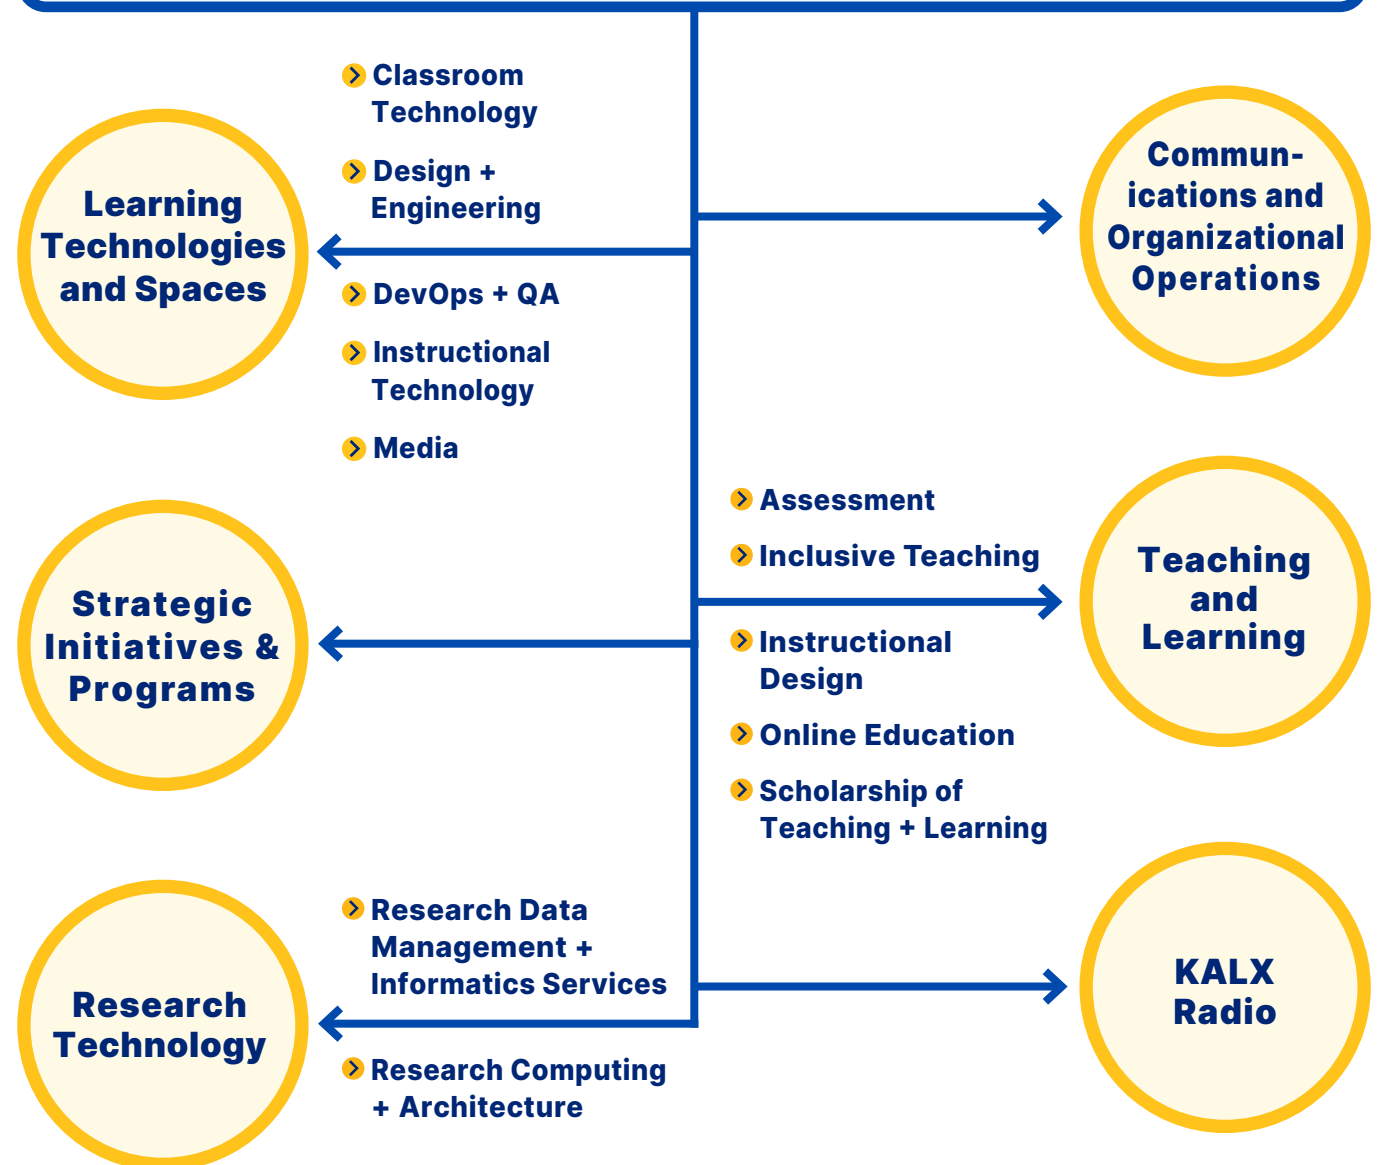 Learning
Technologies
and Spaces
Classroom
Technology
Design +
Engineering
DevOps + QA
Instructional
Technology
Media
Commun-
ications and
Organizational
Operations
Strategic
Initiatives &
Programs
Assessment
Inclusive Teaching
Instructional
Design
Online Education
Scholarship of
Teaching + Learning
Teaching
and
Learning
Research
Technology
Research Data
Management +
Informatics Services
Research Computing
+ Architecture
KALX
Radio